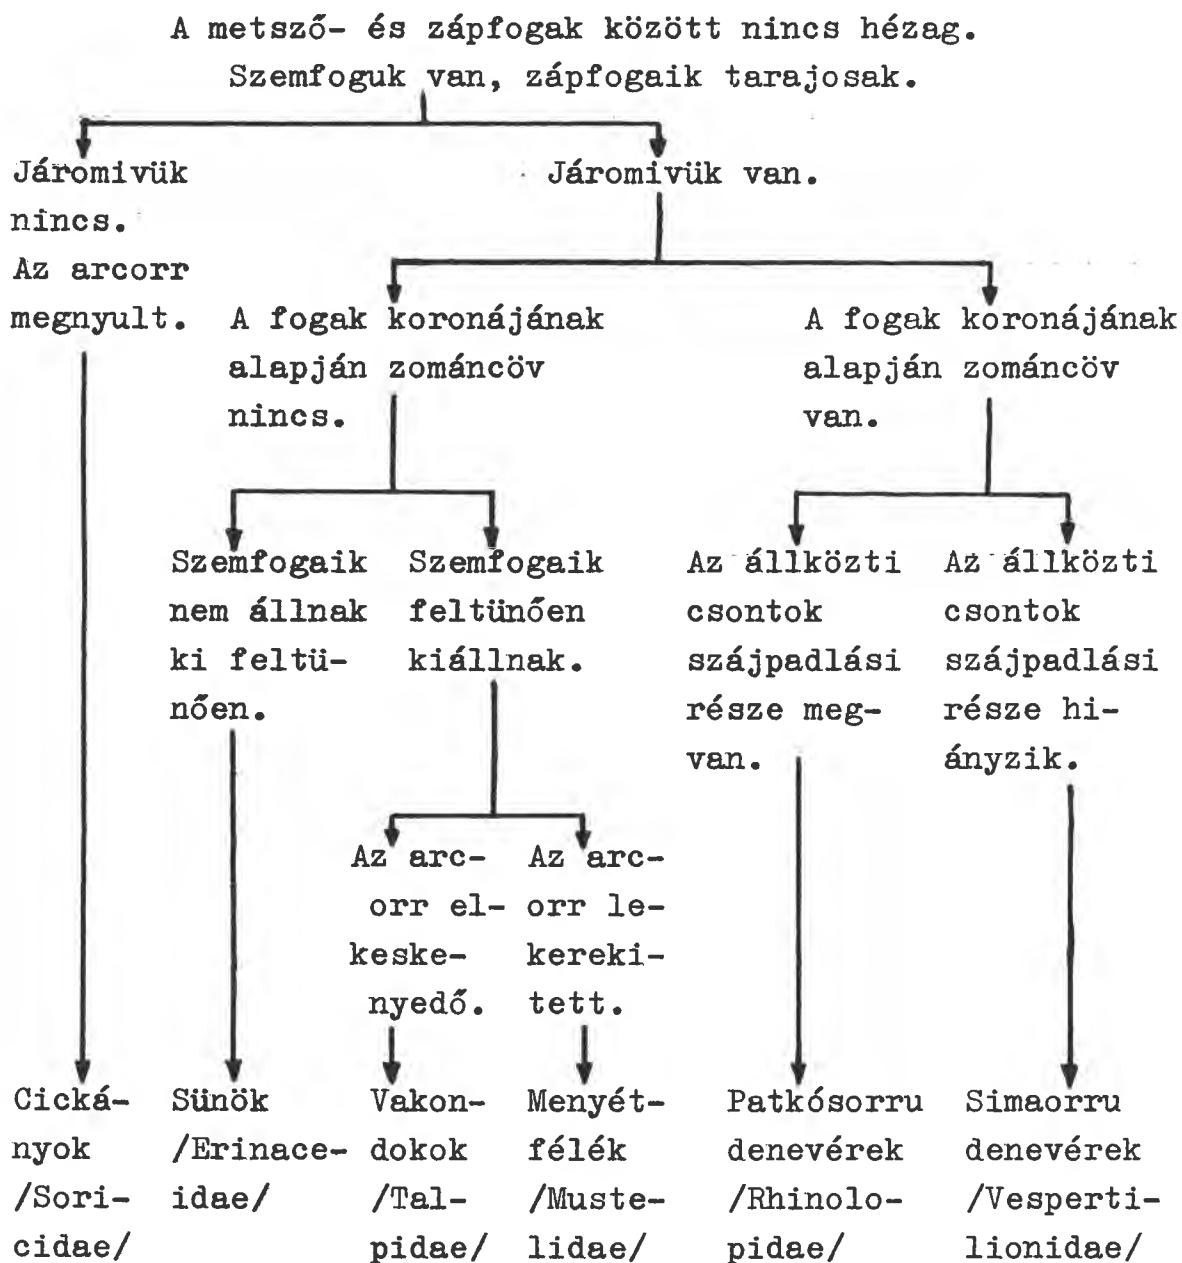 A metsző- és zápfogak között nincs hézag.
Szemfoguk van, zápfogaik tarajosak.
Járomivük
nincs.
Az arcorr
megnyult.
Járomivük van.
A fogak koronájának
alapján zománcöv
nincs.
A fogak koronájának
alapján zománcöv
van.
Szemfogaik
nem állnak
ki feltü-
nően.
Szemfogaik
feltünően
kiállnak.
Az állközti
csontok
szájpadlási
része meg-
van.
Az állközti
csontok
szájpadlási
része hi-
ányzik.
Az arc-
orr el-
keske-
nyedő.
Az arc-
orr le-
kereki-
tett.
Cická-
nyok
/Sori-
cidae/
Sünök
/Erinace-
idae/
Vakon-
dokok
/Tal-
pidae/
Menyét-
félék
/Muste-
lidae/
Patkósorru
denevérek
/Rhinolo-
pidae/
Simaorru
denevérek
/Vesperti-
lionidae/